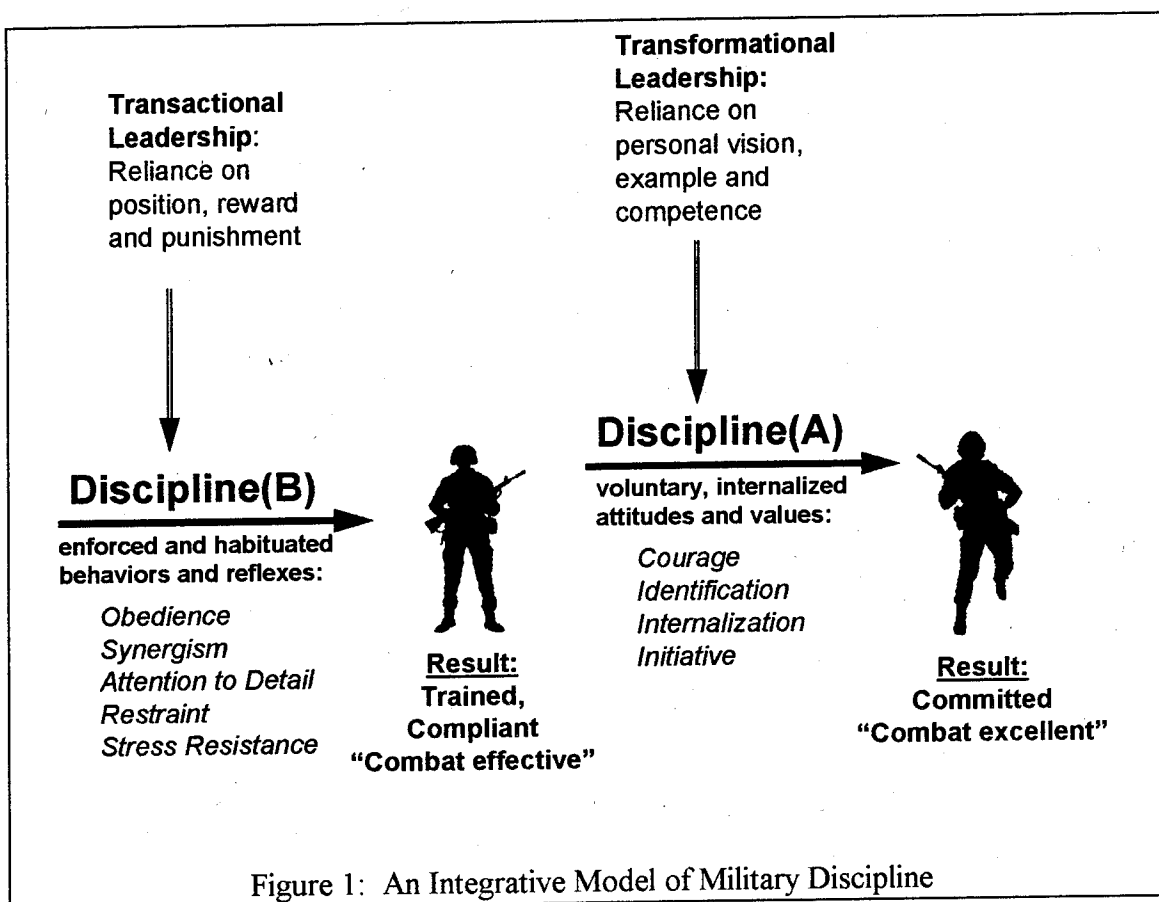 Transactional
Leadership:
Reliance on
position, reward
and punishment
Transformational
Leadership:
Reliance on
personal vision,
example and
competence
Discipline(B)
enforced and habituated
behaviors and reflexes:
Obedience
Synergism
Attention to Detail
Restraint
Stress Resistance
Result:
Trained,
Compliant
“Combat effective”
Discipline(A)
voluntary, internalized
attitudes and values:
Courage
Identification
Internalization
Initiative
Result:
Committed
“Combat excellent”
Figure 1: An Integrative Model of Military Discipline